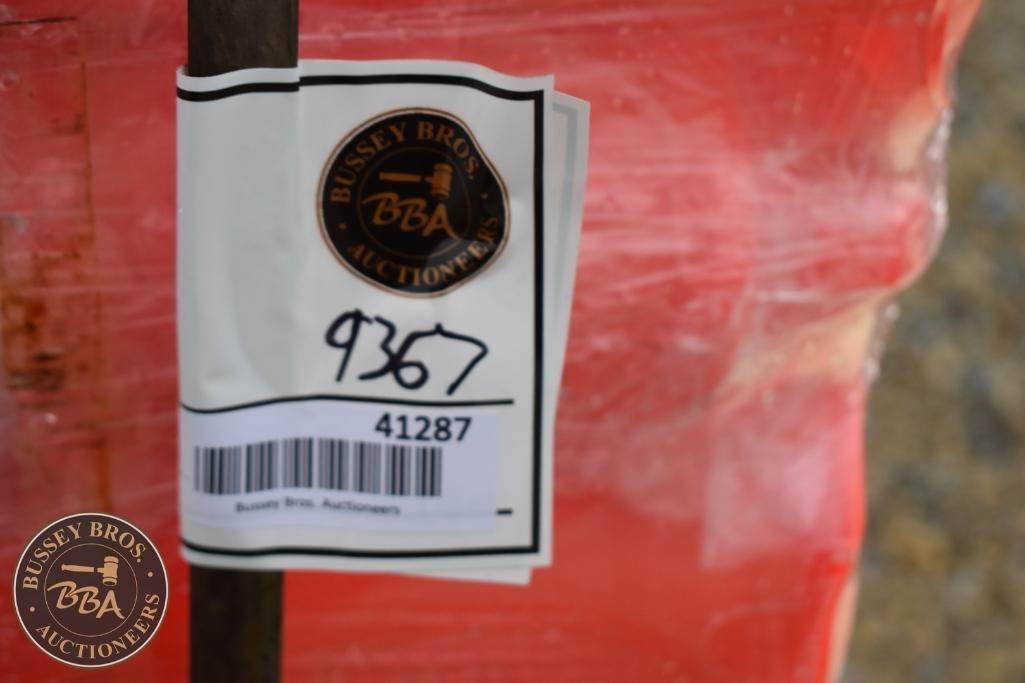 BUSSEY BROS.
BBA
AUCTIONEERS
9367
41287
Bussey Bros. Auctioneers
BUSSEY BROS.
BBA
AUCTIONEERS